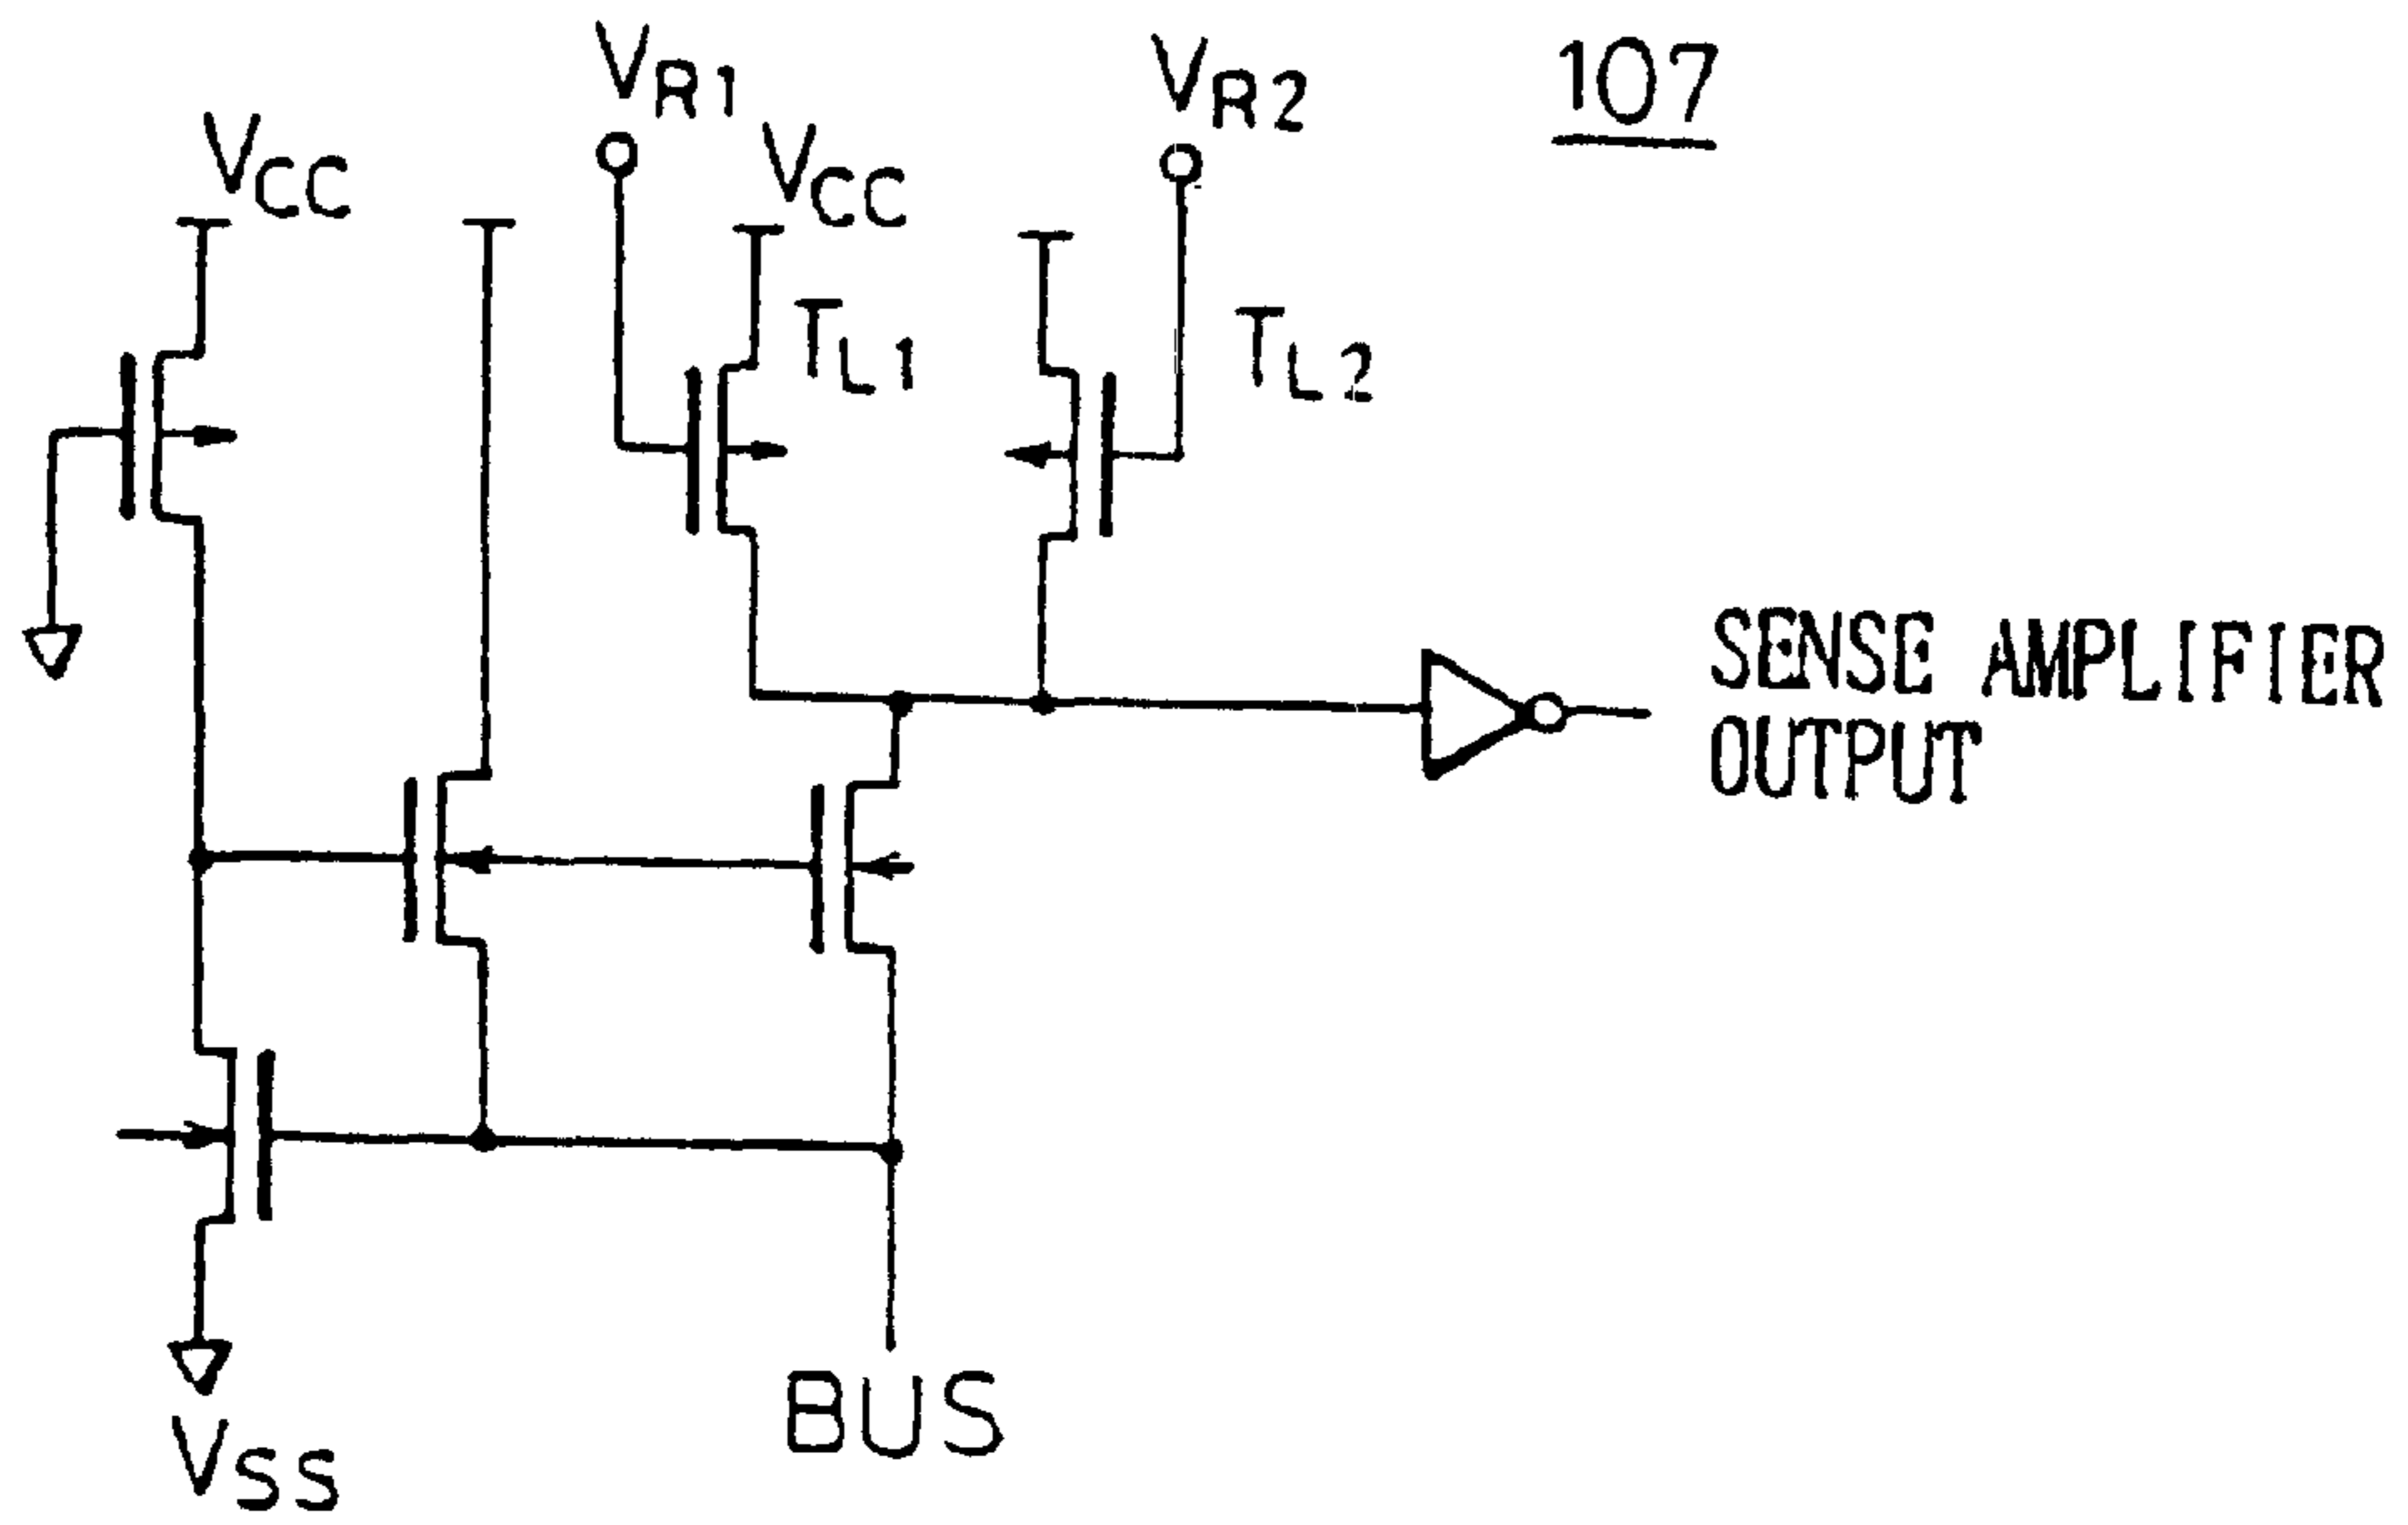 VCC
VR1
VCC
VR2
107
TL1
TL2
SENSE AMPLIFIER
OUTPUT
BUS
VSS